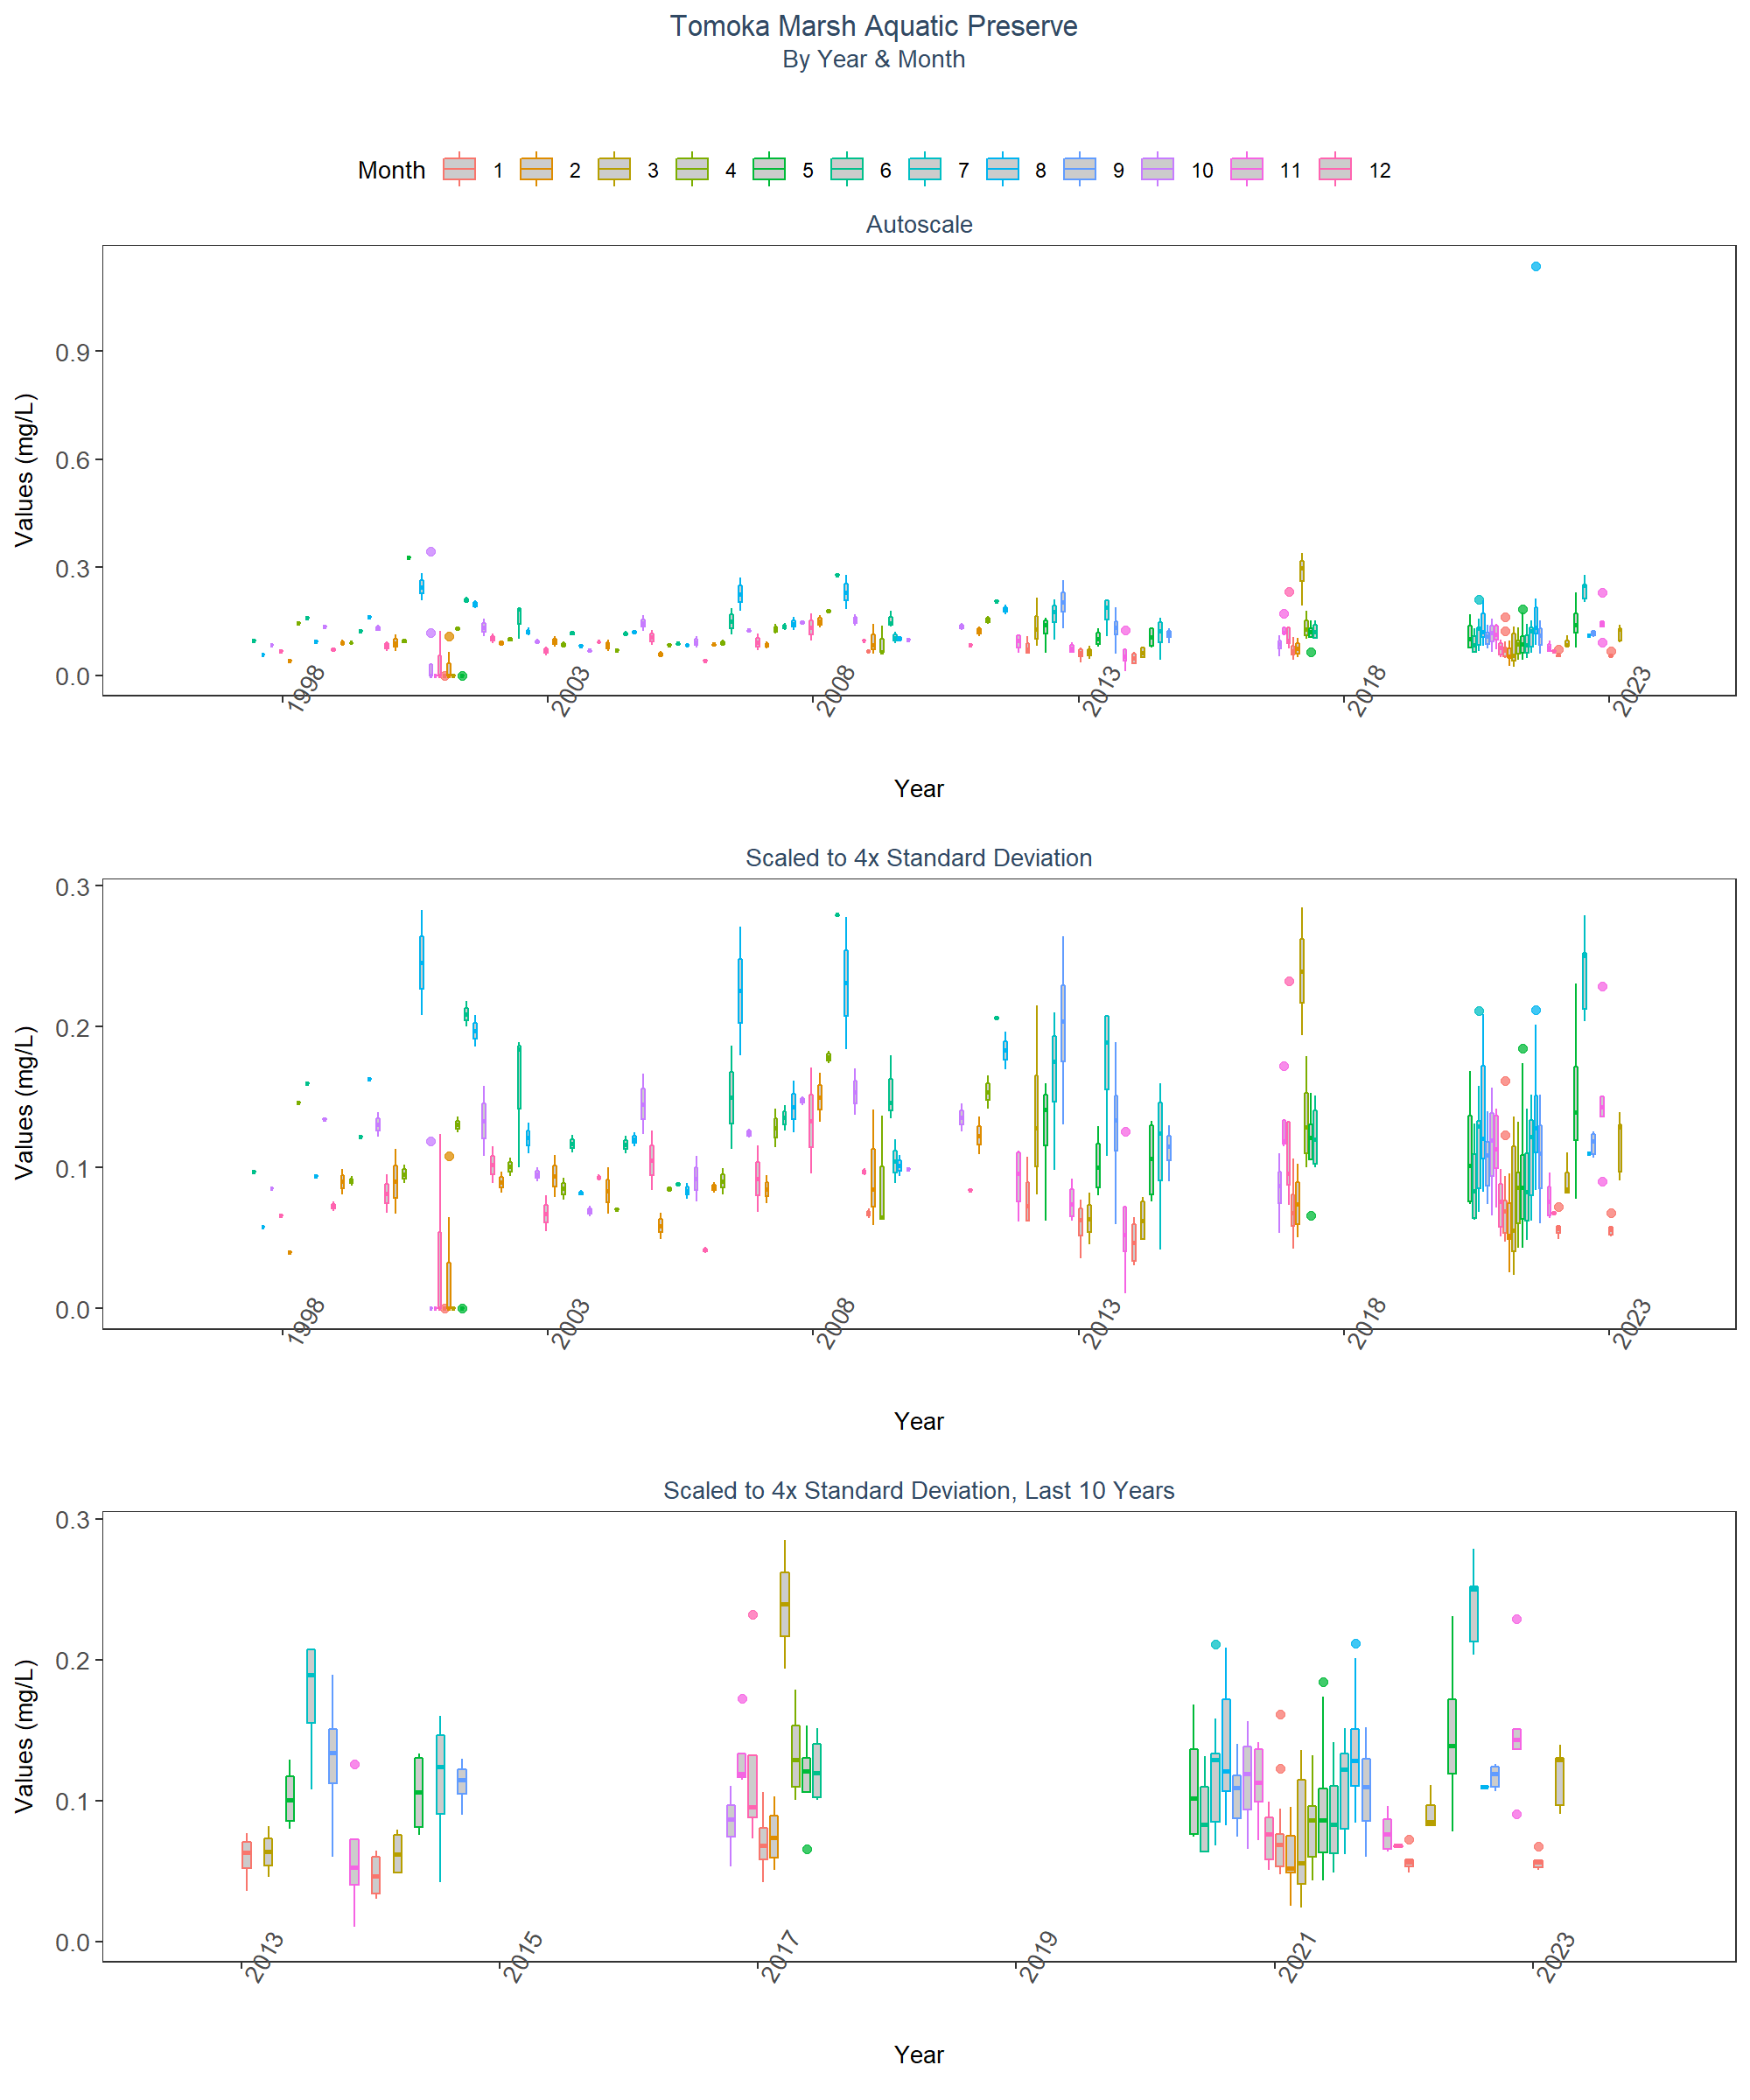 Tomoka Marsh Aquatic Preserve
By Year & Month
Month 1 2 3 4 5 6 7 8 9 10 11 12
Autoscale
Values (mg/L)
0.9
0.6
0.3
0.0
1998 2003 2008 2013 2018 2023
Year
Scaled to 4x Standard Deviation
Values (mg/L)
0.3
0.2
0.1
0.0
1998 2003 2008 2013 2018 2023
Year
Scaled to 4x Standard Deviation, Last 10 Years
Values (mg/L)
0.3
0.2
0.1
0.0
2013 2015 2017 2019 2021 2023
Year